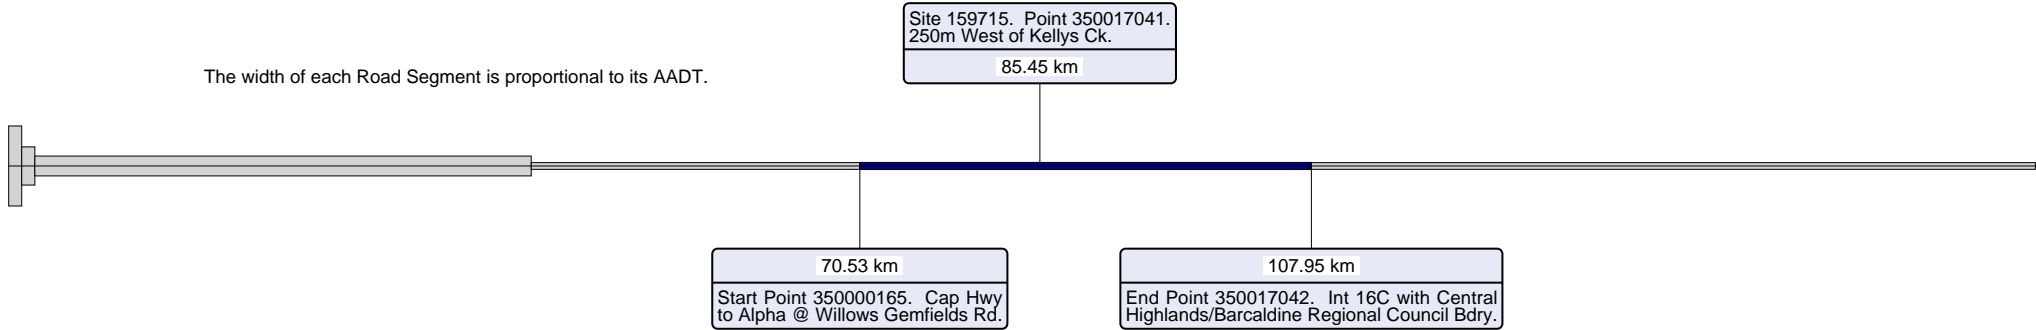 Site 159715. Point 350017041.
250m West of Kellys Ck.
85.45 km
The width of each Road Segment is proportional to its AADT.
70.53 km
Start Point 350000165. Cap Hwy
to Alpha @ Willows Gemfields Rd.
107.95 km
End Point 350017042. Int 16C with Central
Highlands/Barcaldine Regional Council Bdry.